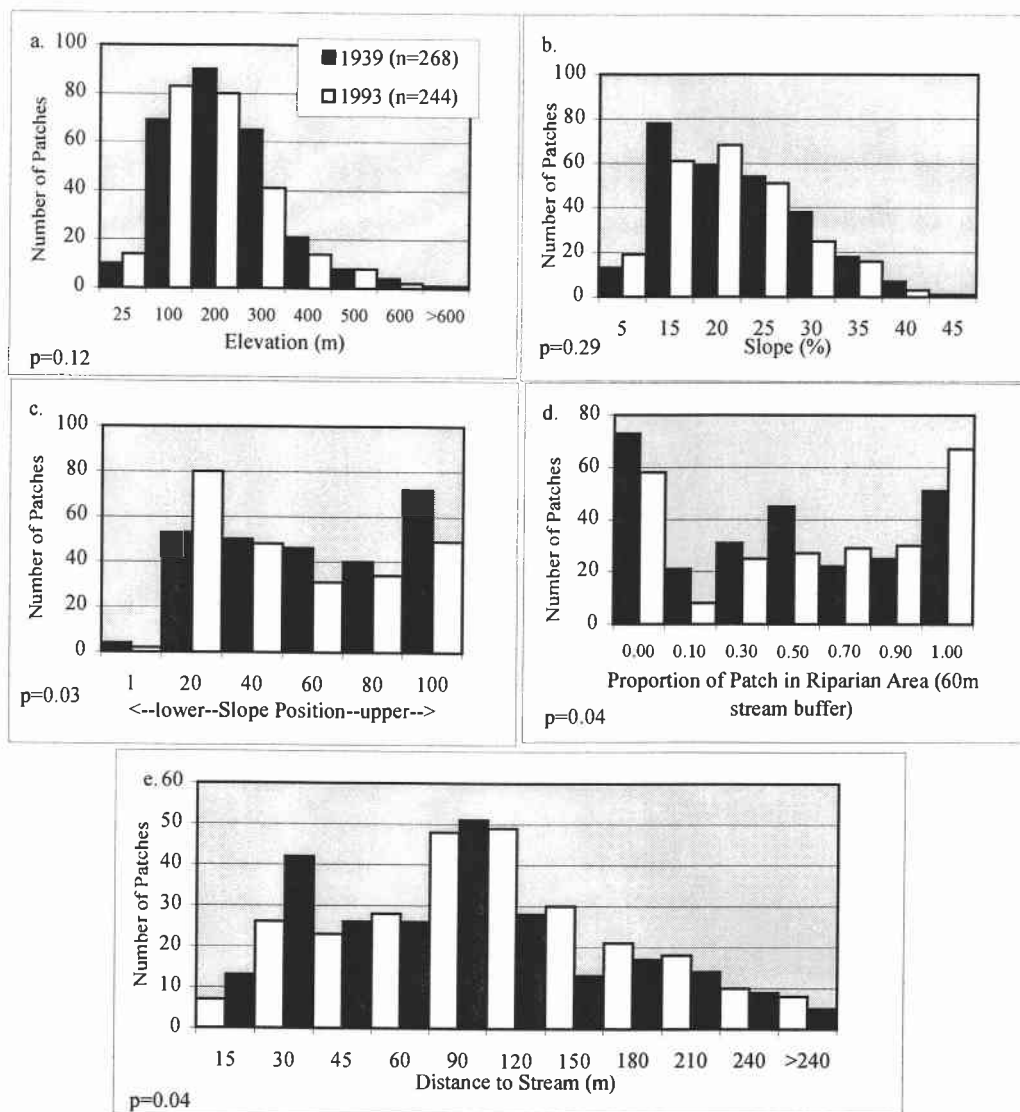 a.
100
80
60
40
20
0
Number of Patches
1939 (n=268)
1993 (n=244)
25 100 200 300 400 500 600 >600
Elevation (m)
p=0.12
b.
100
80
60
40
20
0
Number of Patches
5 15 20 25 30 35 40 45
Slope (%)
p=0.29
c.
100
80
60
40
20
0
Number of Patches
1 20 40 60 80 100
<--lower--Slope Position--upper-->
p=0.03
d.
80
60
40
20
0
Number of Patches
0.00 0.10 0.30 0.50 0.70 0.90 1.00
Proportion of Patch in Riparian Area (60m
stream buffer)
p=0.04
e.
60
50
40
30
20
10
0
Number of Patches
15 30 45 60 90 120 150 180 210 240 >240
Distance to Stream (m)
p=0.04